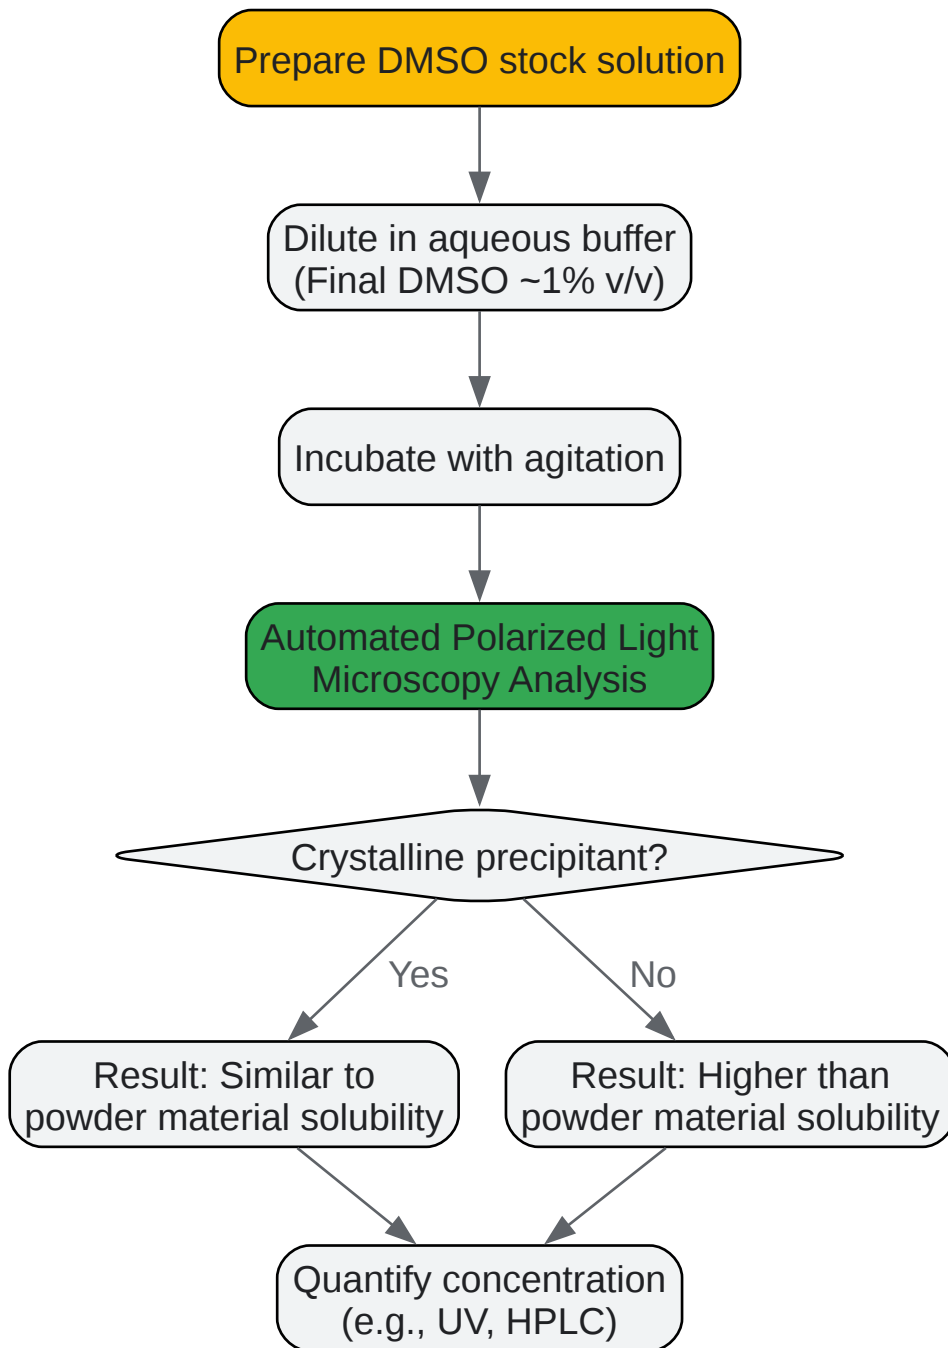 Prepare DMSO stock solution
Dilute in aqueous buffer
(Final DMSO ~1% v/v)
Incubate with agitation
Automated Polarized Light
Microscopy Analysis
Crystalline precipitant?
Yes
No
Result: Similar to
powder material solubility
Result: Higher than
powder material solubility
Quantify concentration
(e.g., UV, HPLC)